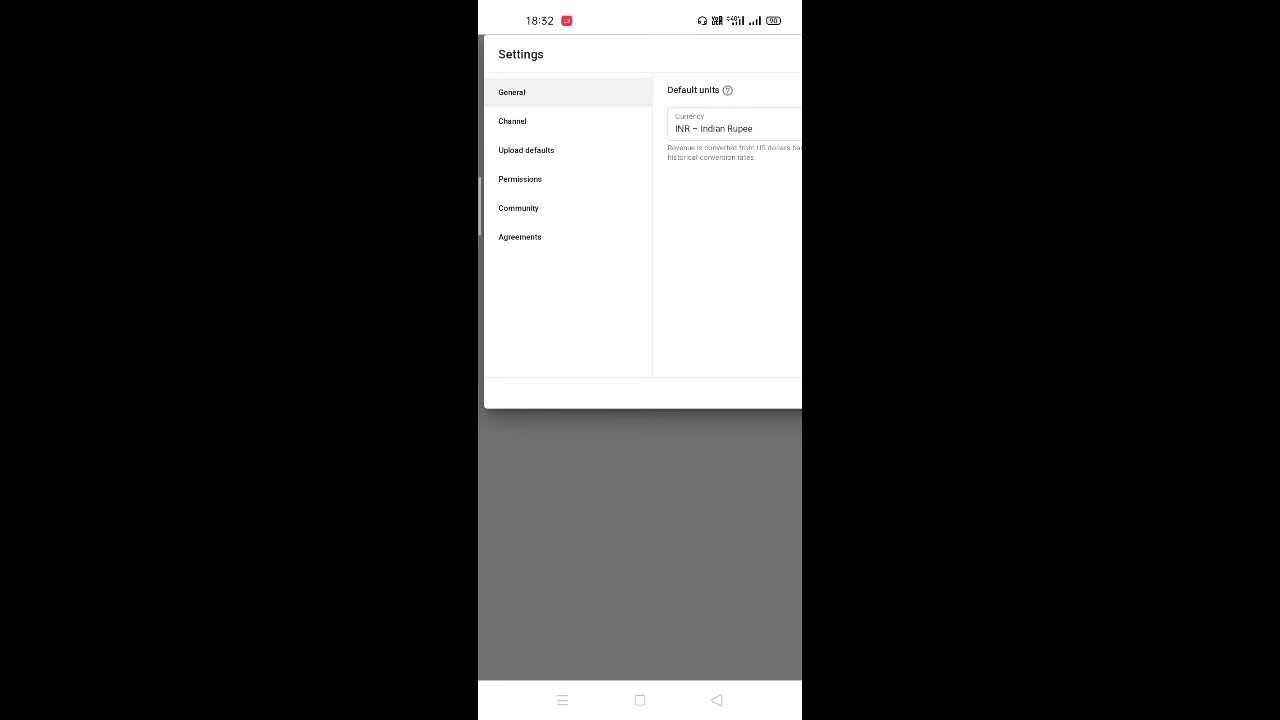 18:32
90
Settings
General
Channel
Upload defaults
Permissions
Community
Agreements
Default units
Currency
INR – Indian Rupee
Revenue is converted from US dollars
historical conversion rates.